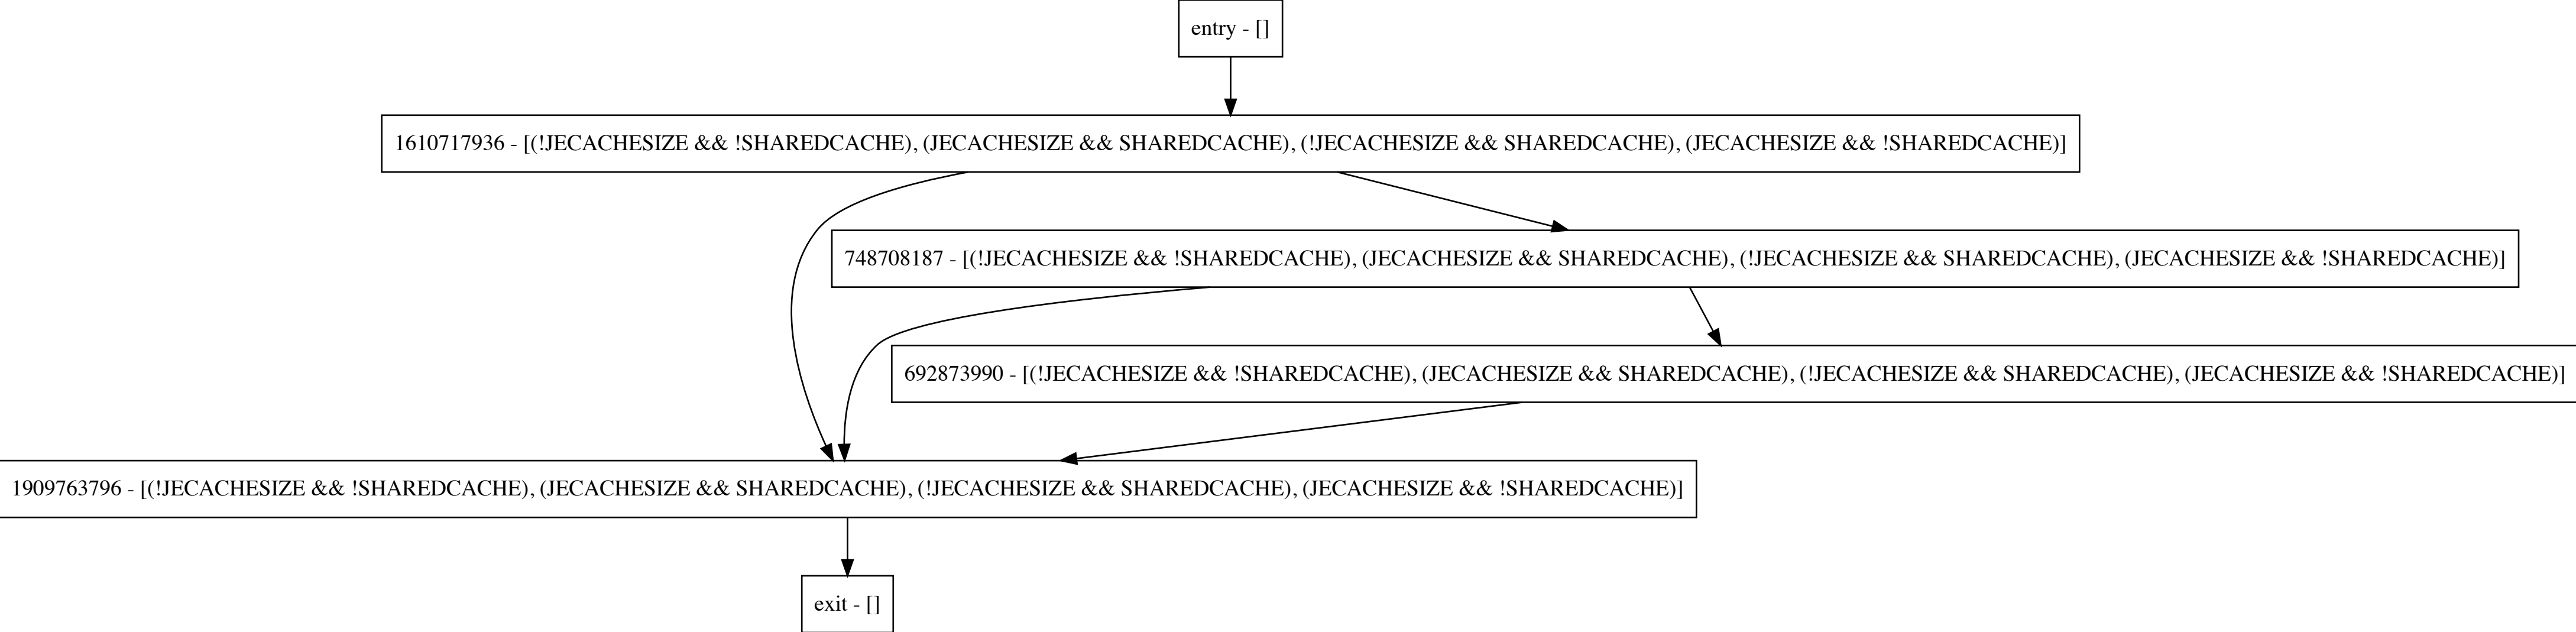 entry - []
1610717936 - [(!JECACHESIZE && !SHAREDCACHE), (JECACHESIZE && SHAREDCACHE), (!JECACHESIZE && SHAREDCACHE), (JECACHESIZE && !SHAREDCACHE)]
748708187 - [(!JECACHESIZE && !SHAREDCACHE), (JECACHESIZE && SHAREDCACHE), (!JECACHESIZE && SHAREDCACHE), (JECACHESIZE && !SHAREDCACHE)]
692873990 - [(!JECACHESIZE && !SHAREDCACHE), (JECACHESIZE && SHAREDCACHE), (!JECACHESIZE && SHAREDCACHE), (JECACHESIZE && !SHAREDCACHE)]
1909763796 - [(!JECACHESIZE && !SHAREDCACHE), (JECACHESIZE && SHAREDCACHE), (!JECACHESIZE && SHAREDCACHE), (JECACHESIZE && !SHAREDCACHE)]
exit - []